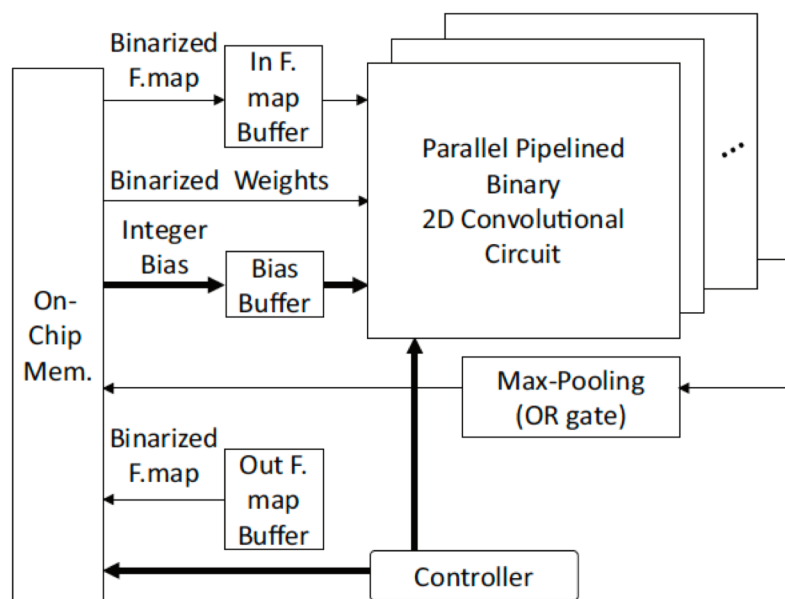 Binarized
F.map
In F.
map
Buffer
Parallel Pipelined
Binary
2D Convolutional
Circuit
...
Binarized Weights
Integer
Bias
Bias
Buffer
On-
Chip
Mem.
Max-Pooling
(OR gate)
Binarized
F.map
Out F.
map
Buffer
Controller